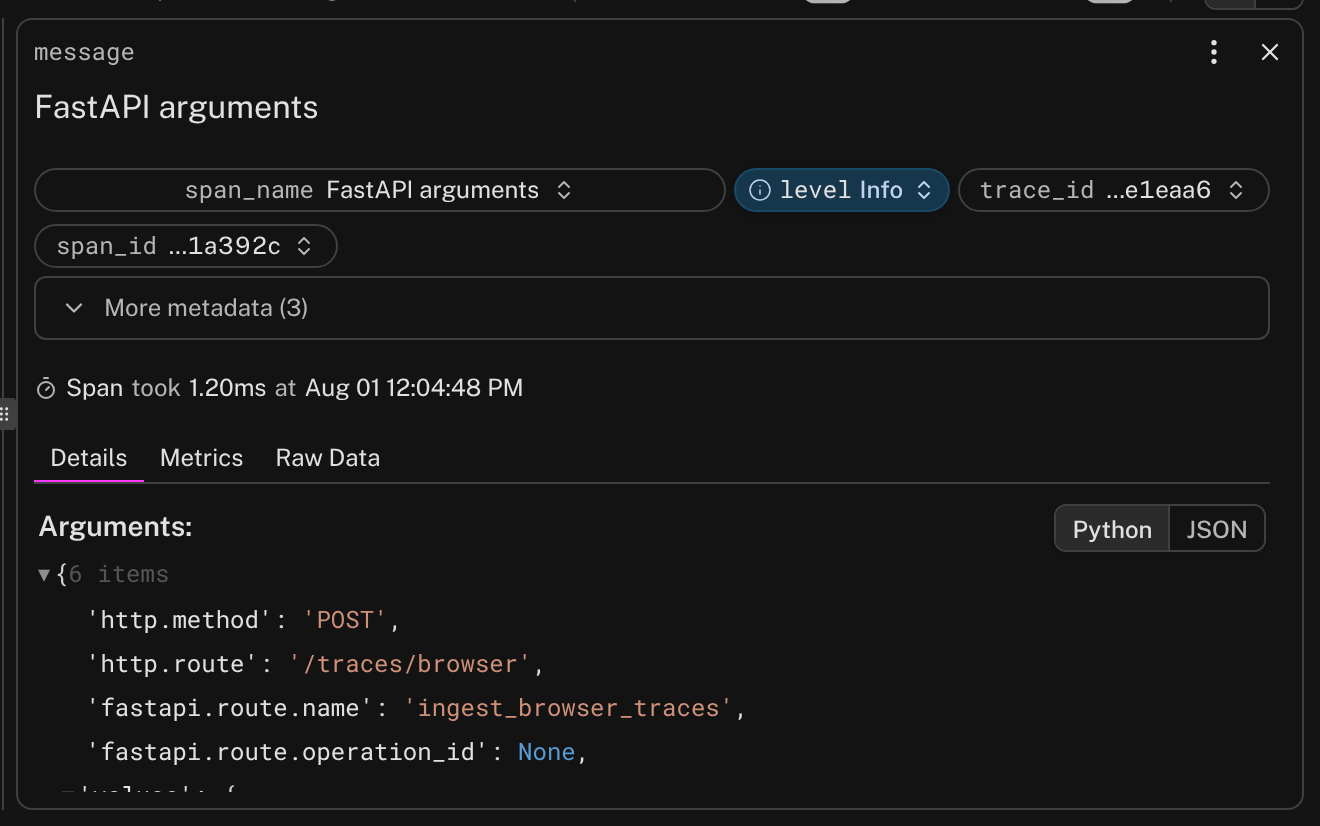 message
FastAPI arguments
span_name FastAPI arguments
level Info
trace_id …e1eaa6
span_id …1a392c
More metadata (3)
Span took 1.20ms at Aug 01 12:04:48 PM
Details Metrics Raw Data
Arguments:
Python JSON
{6 items
'http.method': 'POST',
'http.route': '/traces/browser',
'fastapi.route.name': 'ingest_browser_traces',
'fastapi.route.operation_id': None,